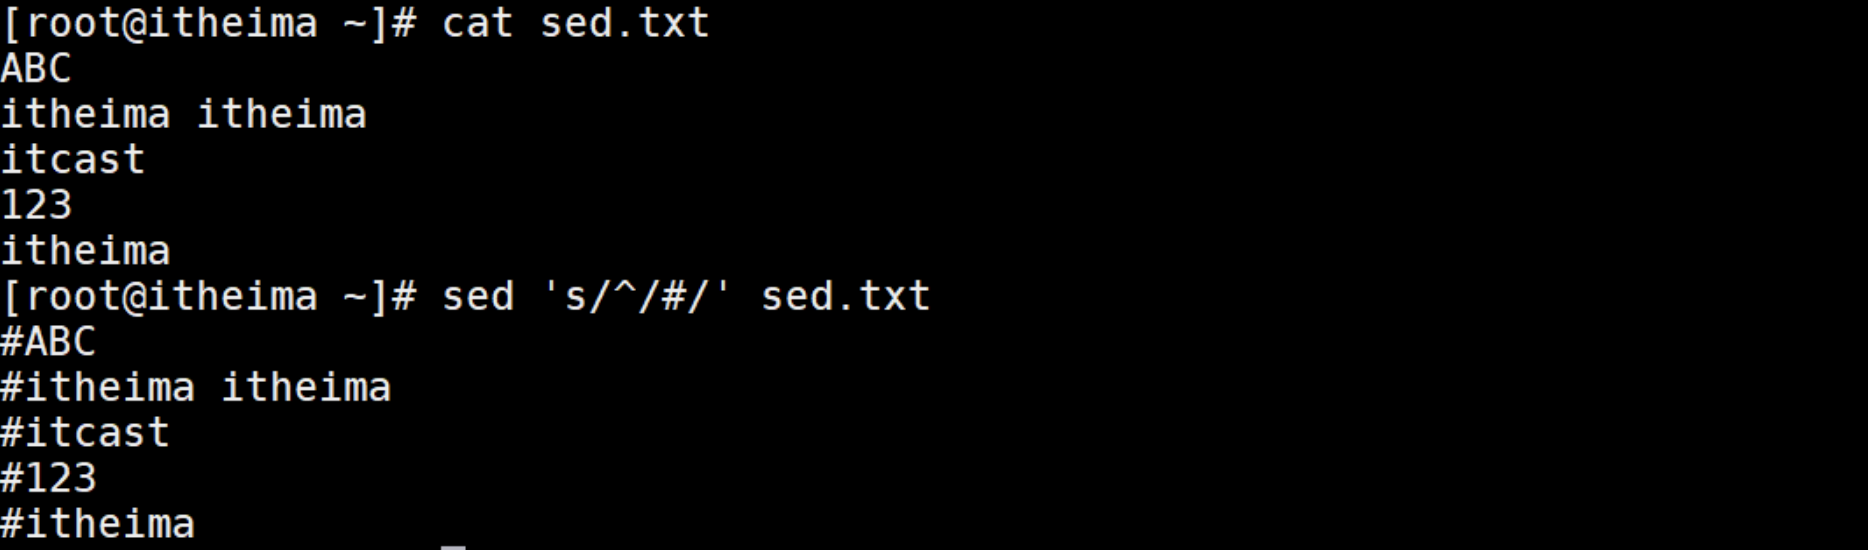 [root@itheima ~]# cat sed.txt
ABC
itheima itheima
itcast
123
itheima
[root@itheima ~]# sed 's/^/#/' sed.txt
#ABC
#itheima itheima
#itcast
#123
#itheima